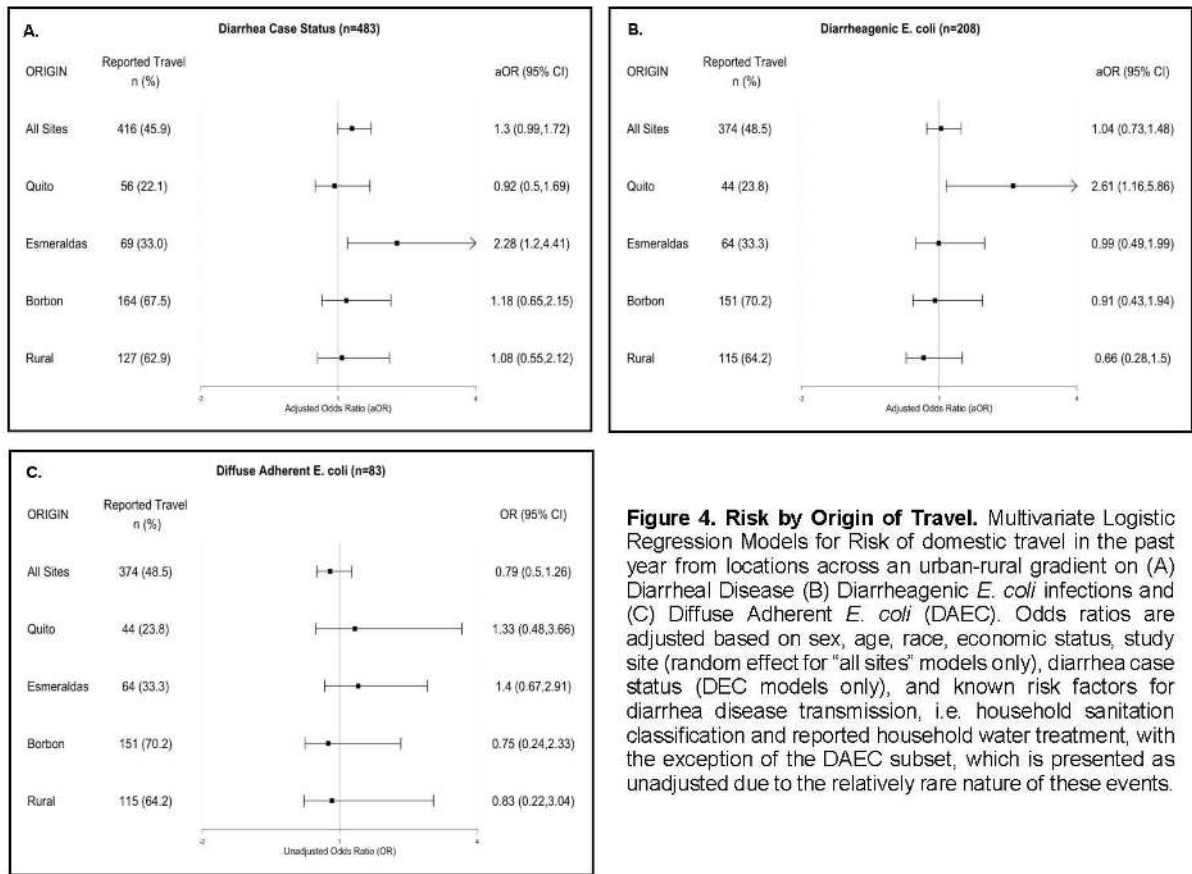 A.
Diarrhea Case Status (n=483)
ORIGIN Reported Travel n (%) aOR (95% CI)
All Sites 416 (45.9) 1.3 (0.99,1.72)
Quito 56 (22.1) 0.92 (0.5,1.69)
Esmeraldas 69 (33.0) 2.28 (1.2,4.41)
Borbon 164 (67.5) 1.18 (0.65,2.15)
Rural 127 (62.9) 1.08 (0.55,2.12)
-2 1 4
Adjusted Odds Ratio (aOR)
B.
Diarrheagenic E. coli (n=208)
ORIGIN Reported Travel n (%) aOR (95% CI)
All Sites 374 (48.5) 1.04 (0.73,1.48)
Quito 44 (23.8) 2.61 (1.16,5.86)
Esmeraldas 64 (33.3) 0.99 (0.49,1.99)
Borbon 151 (70.2) 0.91 (0.43,1.94)
Rural 115 (64.2) 0.66 (0.28,1.5)
-2 1 4
Adjusted Odds Ratio (aOR)
C.
Diffuse Adherent E. coli (n=83)
ORIGIN Reported Travel n (%) OR (95% CI)
All Sites 374 (48.5) 0.79 (0.5,1.26)
Quito 44 (23.8) 1.33 (0.48,3.66)
Esmeraldas 64 (33.3) 1.4 (0.67,2.91)
Borbon 151 (70.2) 0.75 (0.24,2.33)
Rural 115 (64.2) 0.83 (0.22,3.04)
-2 1 4
Unadjusted Odds Ratio (OR)
Figure 4. Risk by Origin of Travel. Multivariate Logistic
Regression Models for Risk of domestic travel in the past
year from locations across an urban-rural gradient on (A)
Diarrheal Disease (B) Diarrheagenic E. coli infections and
(C) Diffuse Adherent E. coli (DAEC). Odds ratios are
adjusted based on sex, age, race, economic status, study
site (random effect for "all sites" models only), diarrhea case
status (DEC models only), and known risk factors for
diarrhea disease transmission, i.e. household sanitation
classification and reported household water treatment, with
the exception of the DAEC subset, which is presented as
unadjusted due to the relatively rare nature of these events.